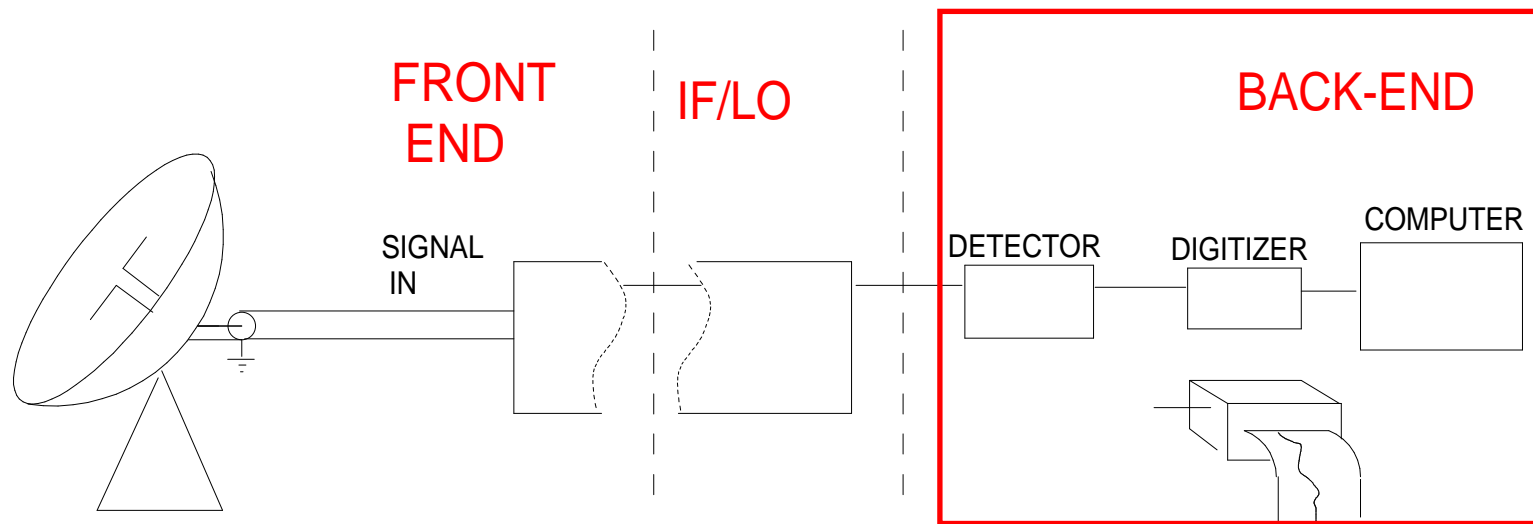 FRONT
END
IF/LO
BACK-END
SIGNAL
IN
DETECTOR
DIGITIZER
COMPUTER